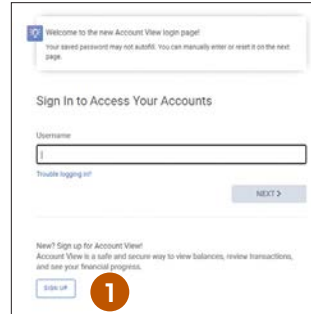 Welcome to the new Account View login page!
Your saved password may not autofill. You can manually enter or reset it on the next
page.
Sign In to Access Your Accounts
Username
Trouble logging in?
NEXT >
New? Sign up for Account View!
Account View is a safe and secure way to view balances, review transactions,
and see your financial progress.
SIGN UP
1